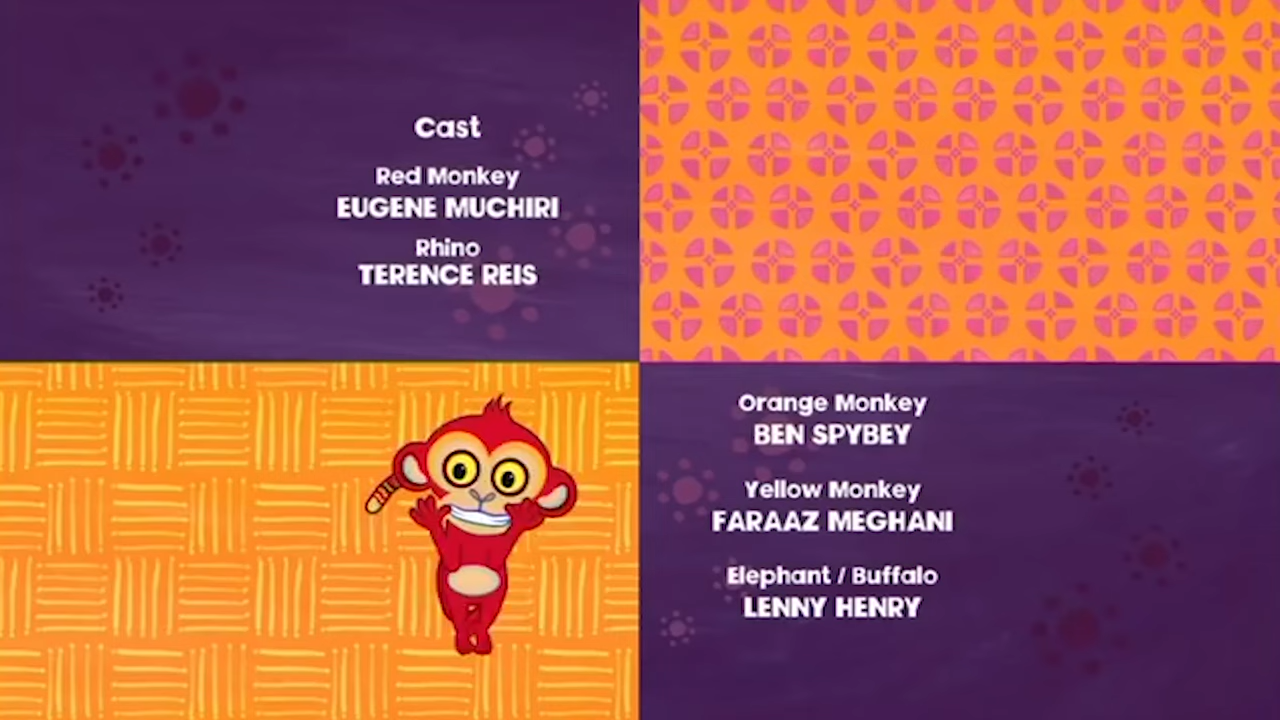 Cast
Red Monkey
EUGENE MUCHIRI
Rhino
TERENCE REIS
Orange Monkey
BEN SPYBEY
Yellow Monkey
FARAAZ MEGHANI
Elephant / Buffalo
LENNY HENRY